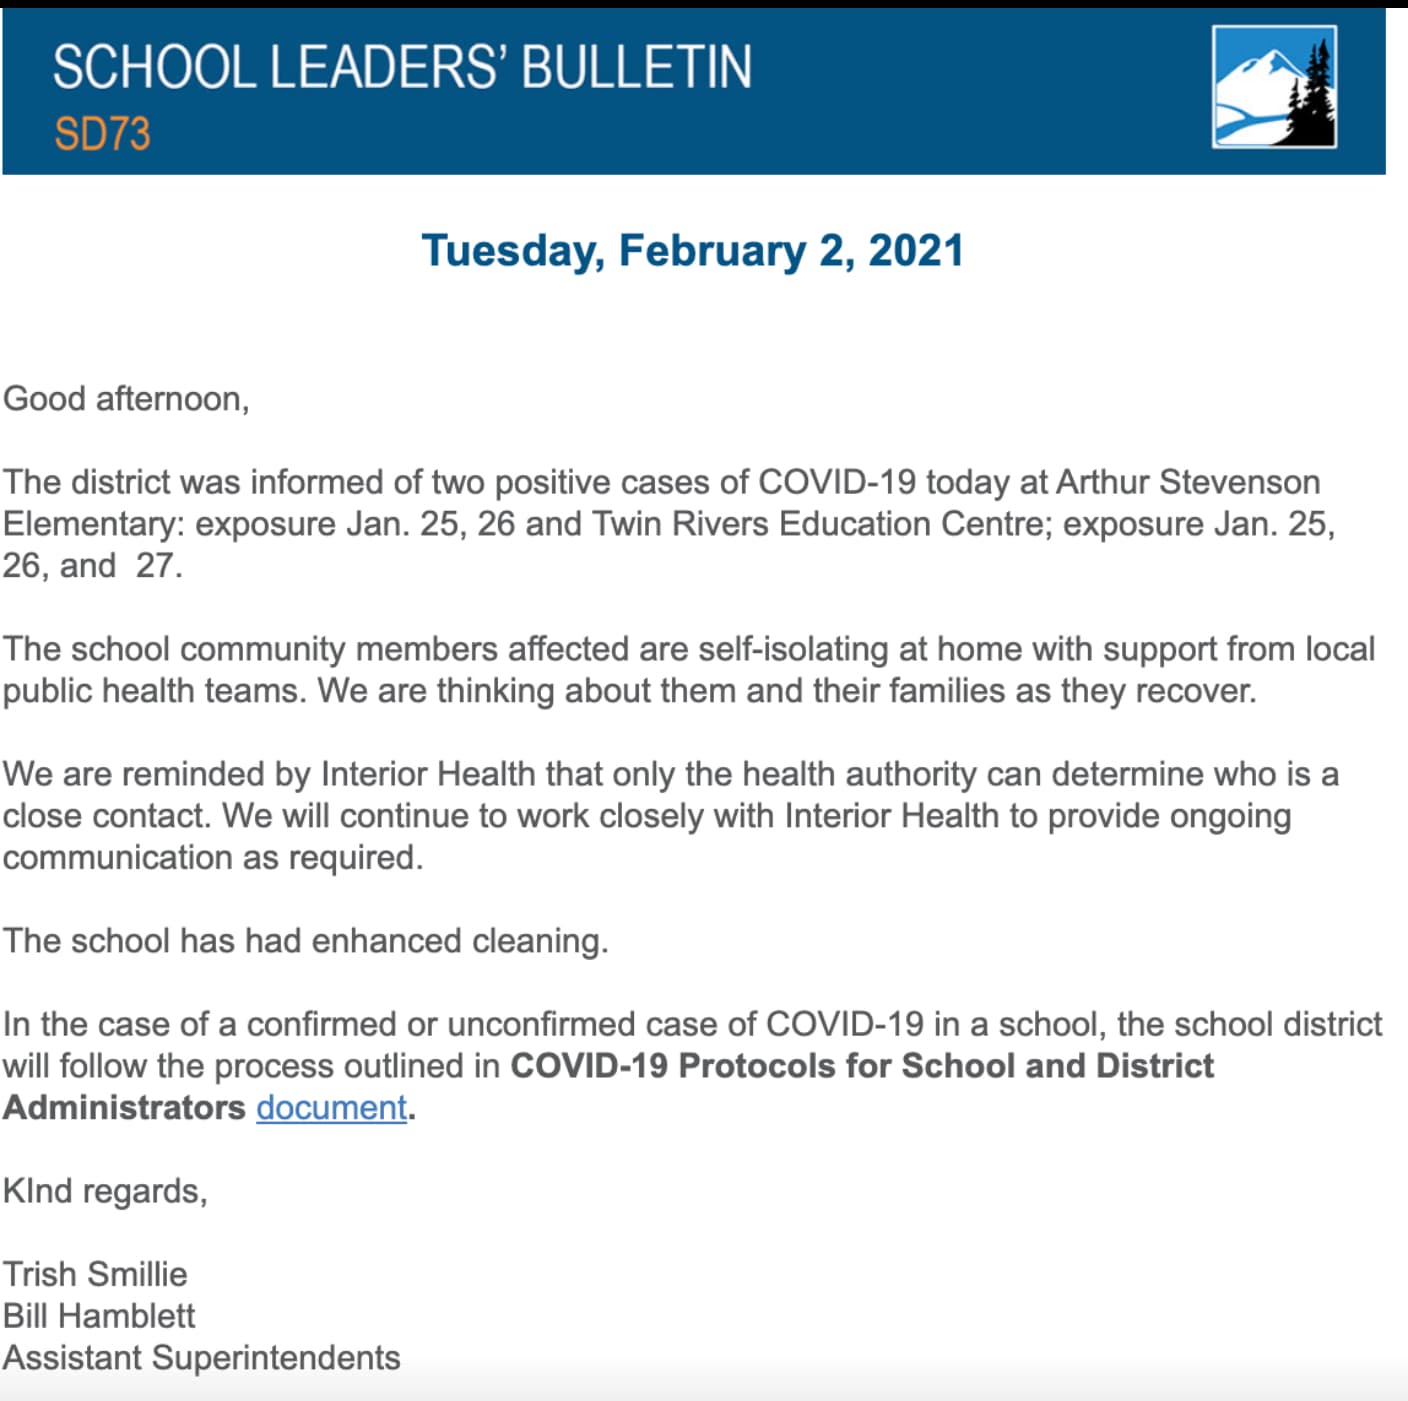 SCHOOL LEADERS’ BULLETIN
SD73
Tuesday, February 2, 2021
Good afternoon,
The district was informed of two positive cases of COVID-19 today at Arthur Stevenson
Elementary: exposure Jan. 25, 26 and Twin Rivers Education Centre; exposure Jan. 25,
26, and  27.
The school community members affected are self-isolating at home with support from local
public health teams. We are thinking about them and their families as they recover.
We are reminded by Interior Health that only the health authority can determine who is a
close contact. We will continue to work closely with Interior Health to provide ongoing
communication as required.
The school has had enhanced cleaning.
In the case of a confirmed or unconfirmed case of COVID-19 in a school, the school district
will follow the process outlined in COVID-19 Protocols for School and District
Administrators document.
KInd regards,
Trish Smillie
Bill Hamblett
Assistant Superintendents